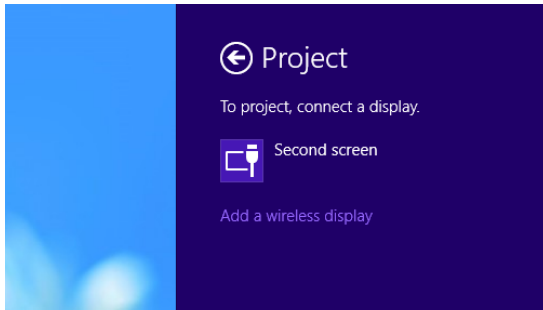 Project
To project, connect a display.
Second screen
Add a wireless display